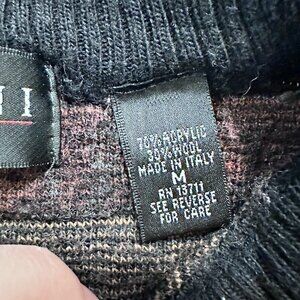 70% ACRYLIC
30% WOOL
MADE IN ITALY
M
RN 13711
SEE REVERSE
FOR CARE